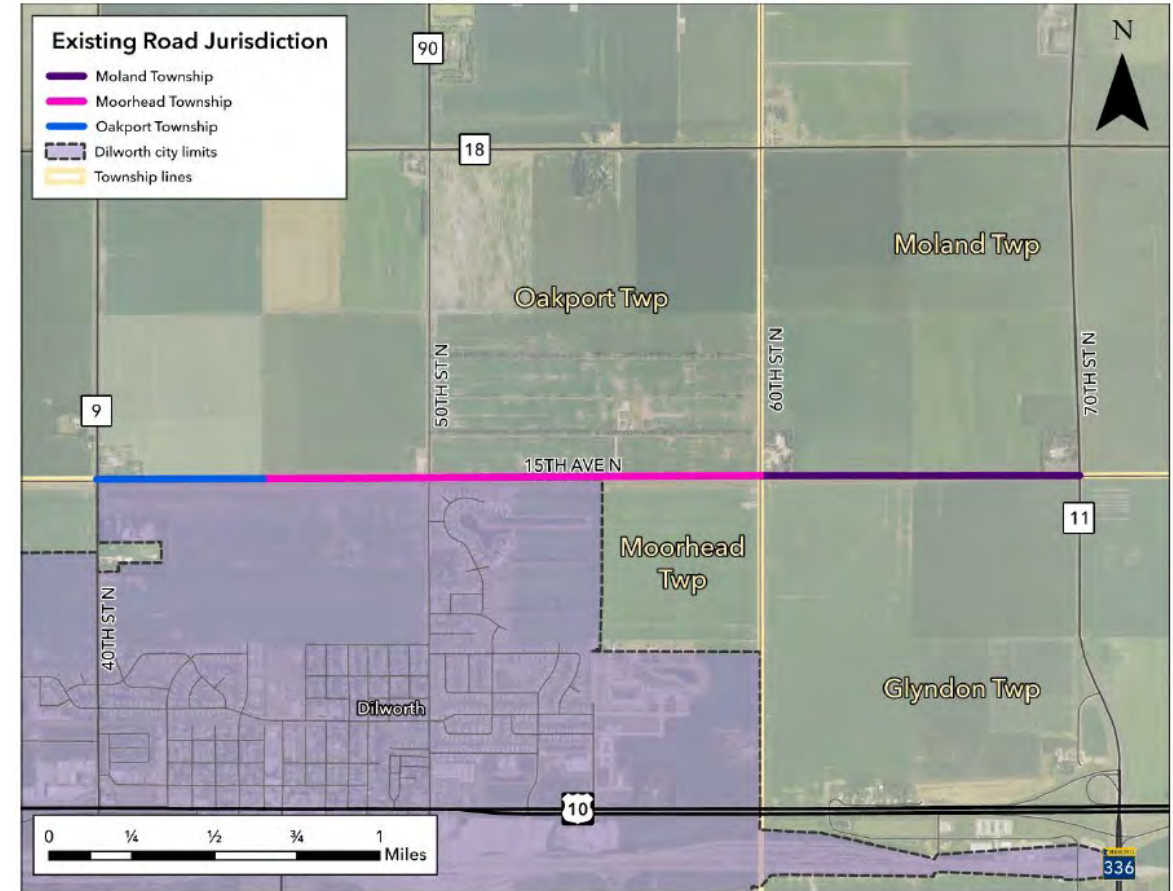 Existing Road Jurisdiction
Moland Township
Moorhead Township
Oakport Township
Dilworth city limits
Township lines
90
N
18
Moland Twp
Oakport Twp
50TH ST N
60TH ST N
70TH ST N
9
15TH AVE N
11
Moorhead
Twp
40TH ST N
Glyndon Twp
Dilworth
10
0 ¼ ½ ¾ 1
Miles
336